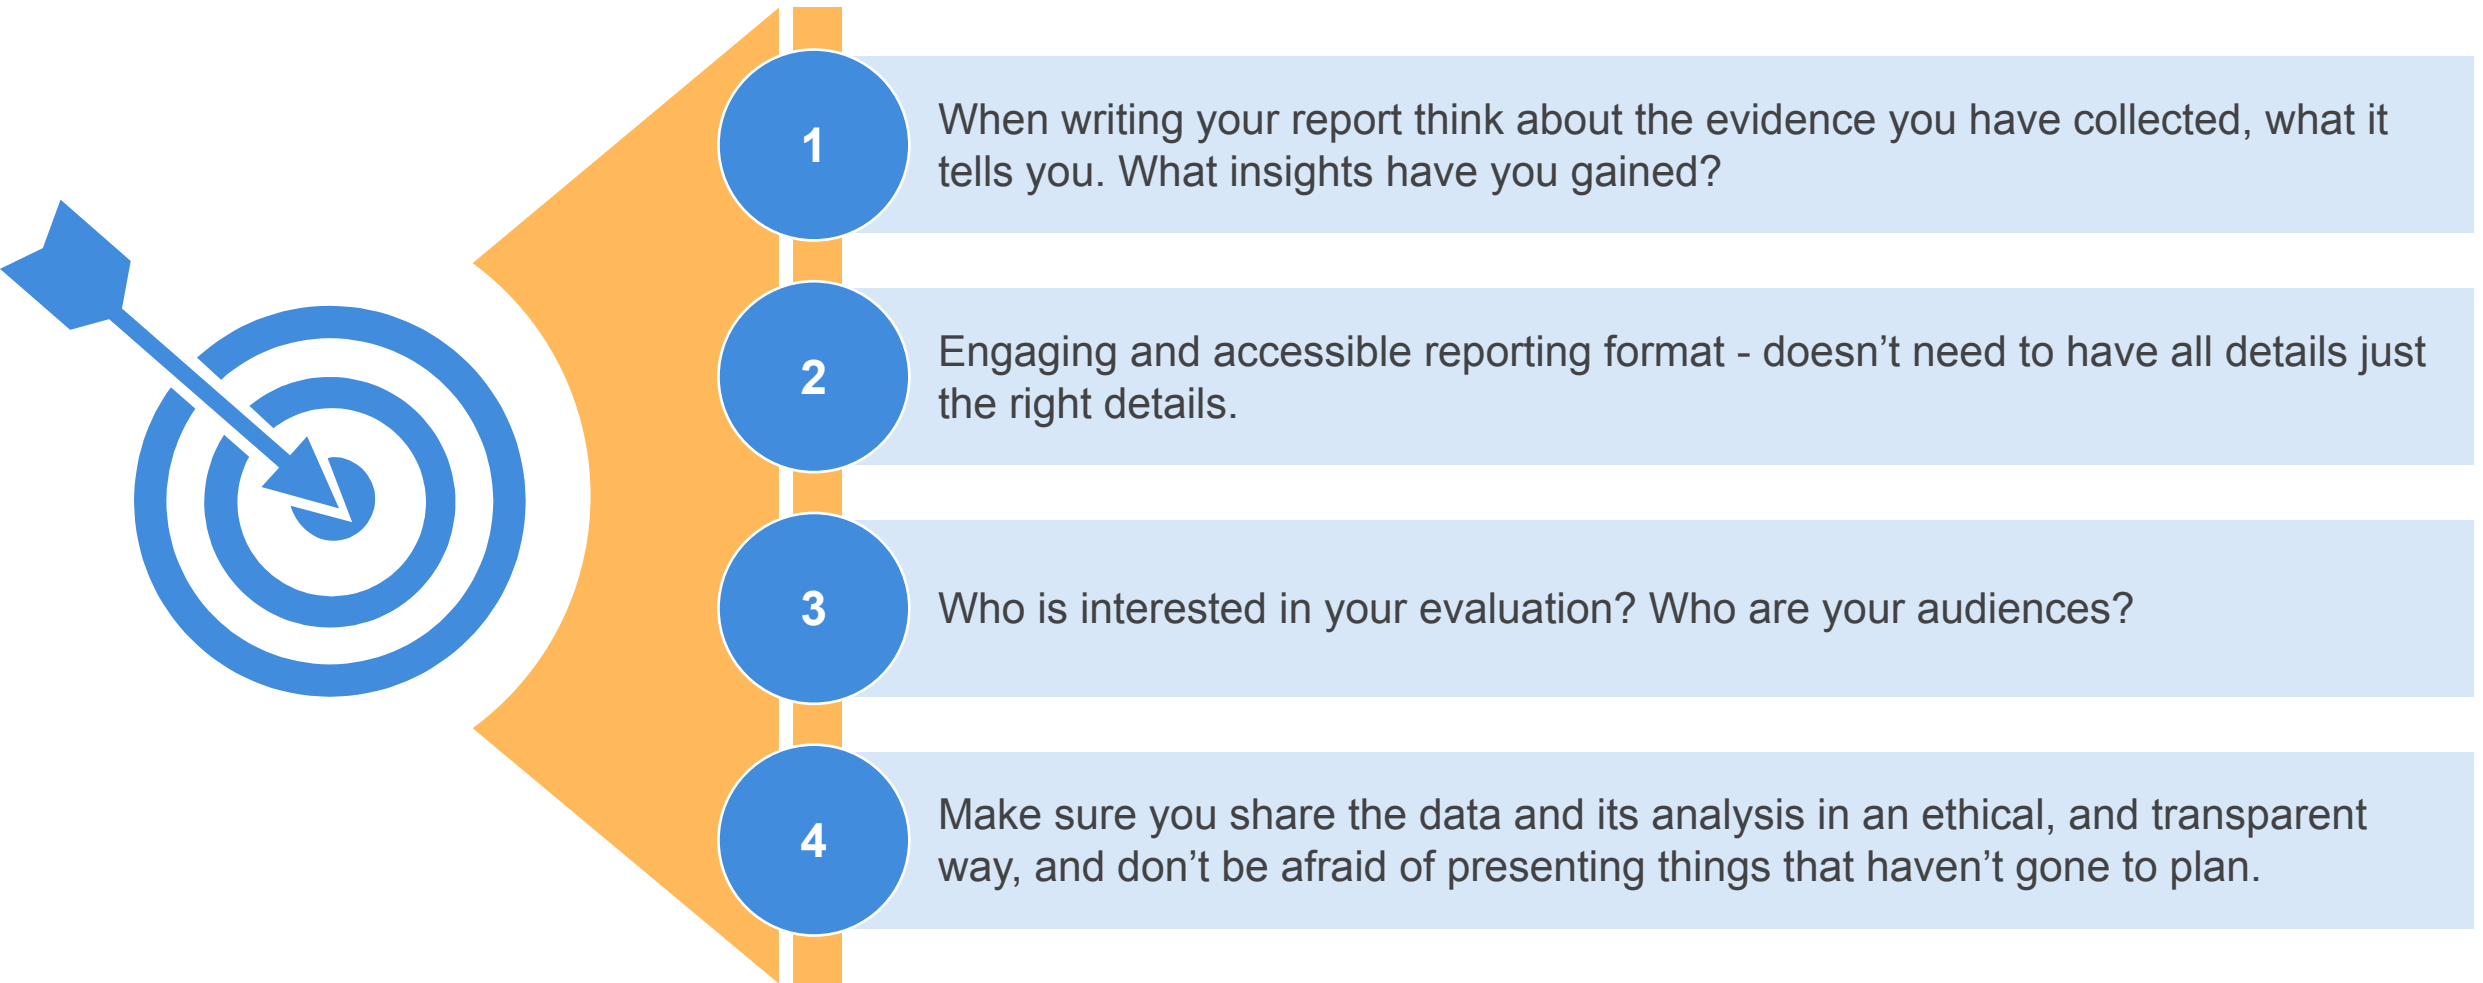 1
When writing your report think about the evidence you have collected, what it
tells you. What insights have you gained?
2
Engaging and accessible reporting format - doesn’t need to have all details just
the right details.
3
Who is interested in your evaluation? Who are your audiences?
4
Make sure you share the data and its analysis in an ethical, and transparent
way, and don’t be afraid of presenting things that haven’t gone to plan.